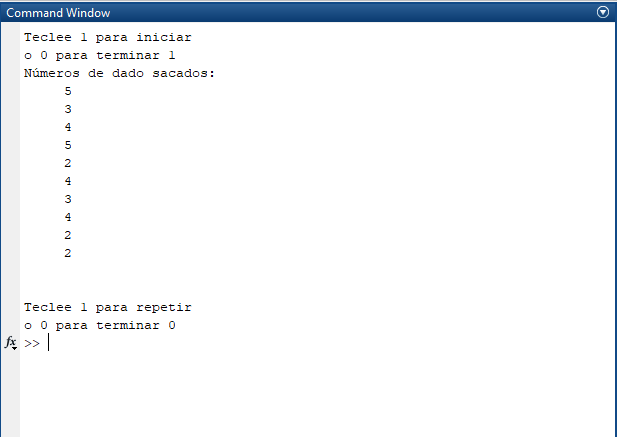 Command Window
Teclee 1 para iniciar
o 0 para terminar 1
Números de dado sacados:
5
3
4
5
2
4
3
4
2
2
Teclee 1 para repetir
o 0 para terminar 0
fx >>